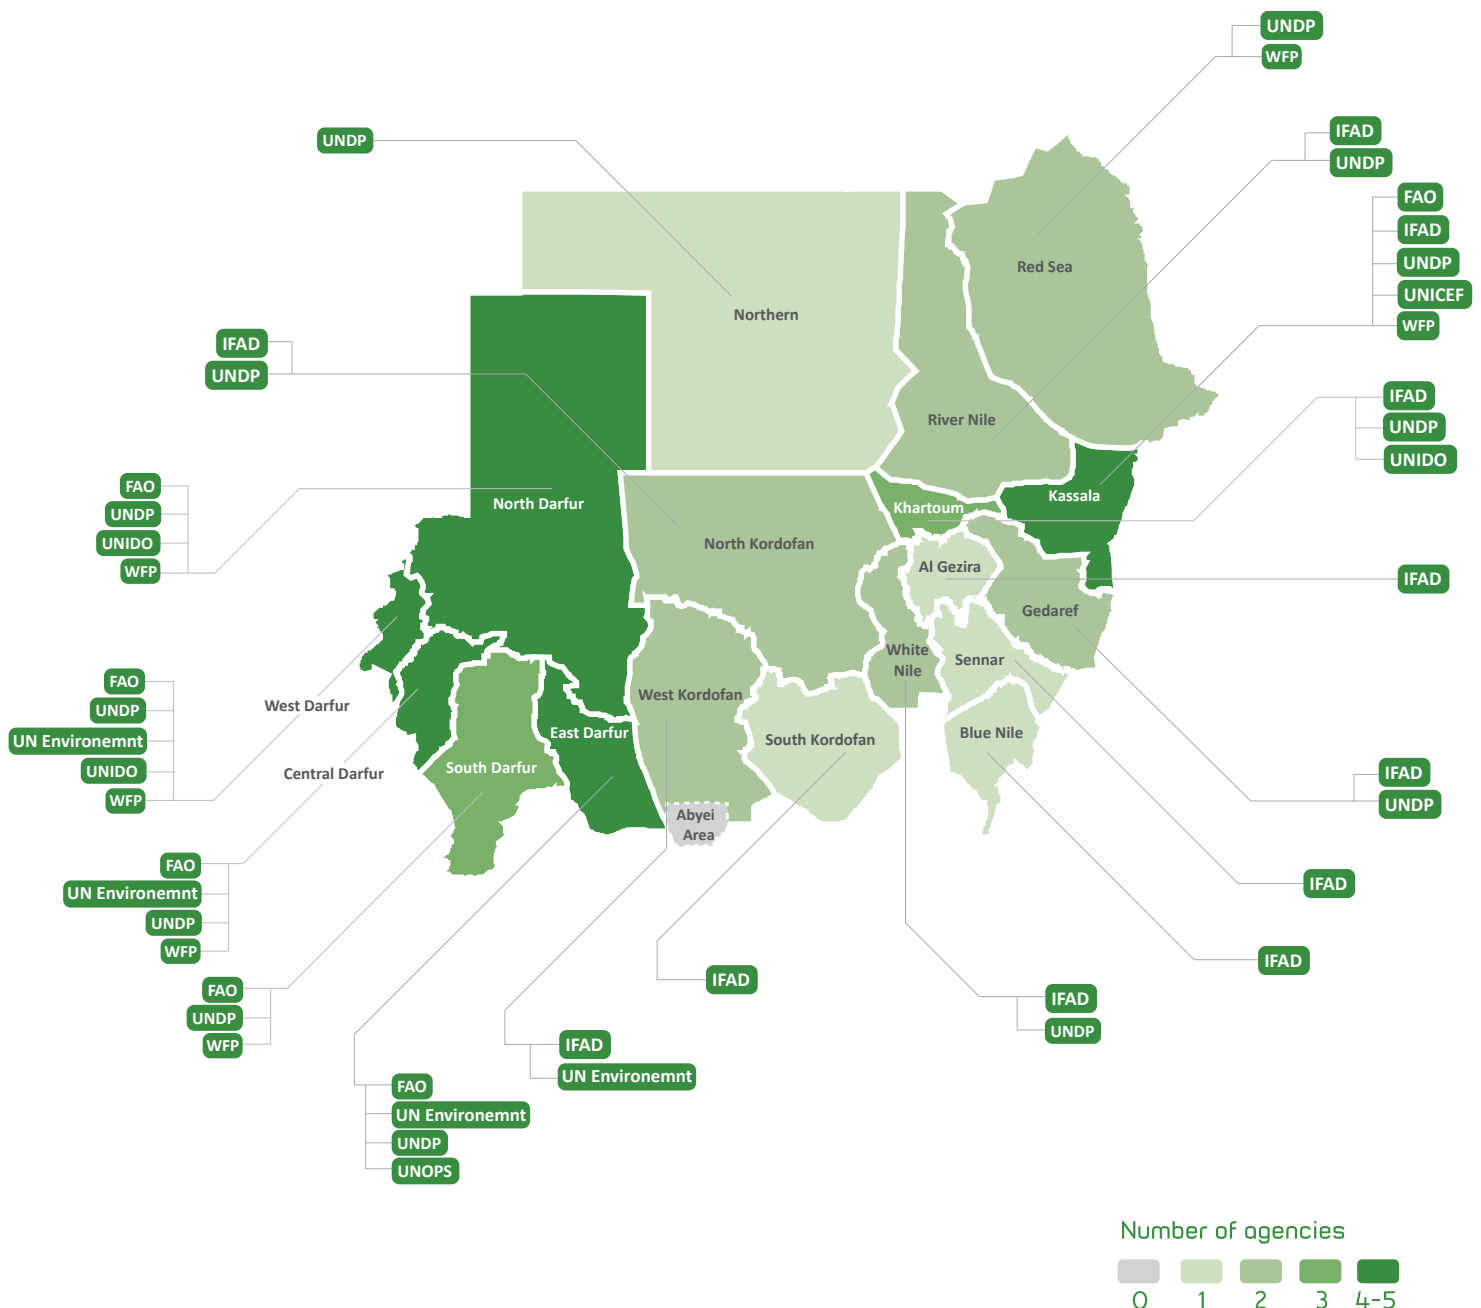 UNDP
WFP
UNDP
IFAD
UNDP
FAO
IFAD
UNDP
UNICEF
WFP
Red Sea
Northern
IFAD
UNDP
IFAD
UNDP
UNIDO
River Nile
FAO
UNDP
UNIDO
WFP
North Darfur
Kassala
Khartoum
North Kordofan
Al Gezira
IFAD
Gedaref
FAO
UNDP
UN Environemnt
UNIDO
WFP
West Darfur
White
Nile
Sennar
West Kordofan
East Darfur
South Kordofan
Blue Nile
Central Darfur
South Darfur
IFAD
UNDP
Abyei
Area
FAO
UN Environemnt
UNDP
WFP
IFAD
IFAD
FAO
UNDP
WFP
IFAD
IFAD
UNDP
IFAD
UN Environemnt
FAO
UN Environemnt
UNDP
UNOPS
Number of agencies
0 1 2 3 4-5